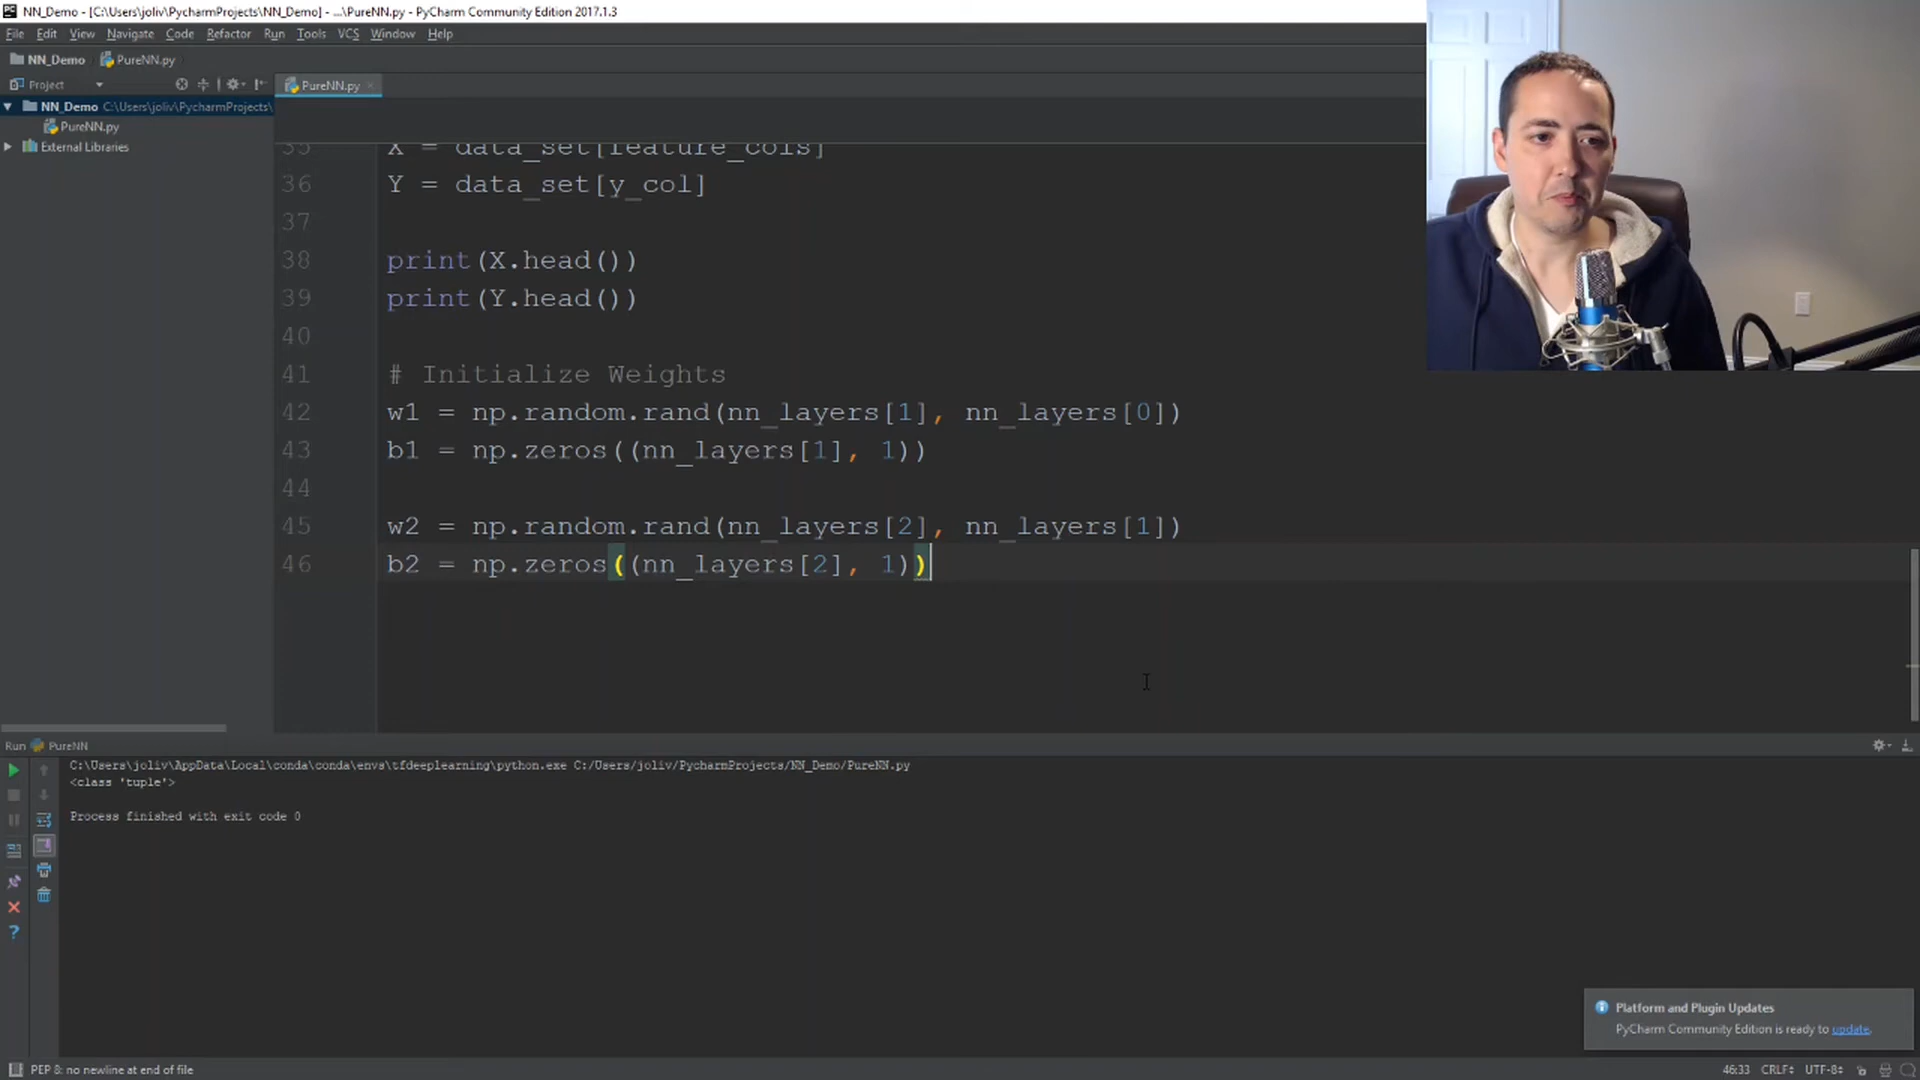 NN_Demo - [C:\Users\joliv\PycharmProjects\NN_Demo] - ...\PureNN.py - PyCharm Community Edition 2017.1.3
File Edit View Navigate Code Refactor Run Tools VCS Window Help
NN_Demo PureNN.py
Project
PureNN.py
NN_Demo C:\Users\joliv\PycharmProjects\
PureNN.py
External Libraries
35 X = data_set[feature_cols]
36 Y = data_set[y_col]
37
38 print(X.head())
39 print(Y.head())
40
41 # Initialize Weights
42 w1 = np.random.rand(nn_layers[1], nn_layers[0])
43 b1 = np.zeros((nn_layers[1], 1))
44
45 w2 = np.random.rand(nn_layers[2], nn_layers[1])
46 b2 = np.zeros((nn_layers[2], 1))
Run PureNN
C:\Users\joliv\AppData\Local\conda\conda\envs\tfdeeplearning\python.exe C:/Users/joliv/PycharmProjects/NN_Demo/PureNN.py
<class 'tuple'>
Process finished with exit code 0
Platform and Plugin Updates
PyCharm Community Edition is ready to update.
PEP 8: no newline at end of file
46:33 CRLF UTF-8